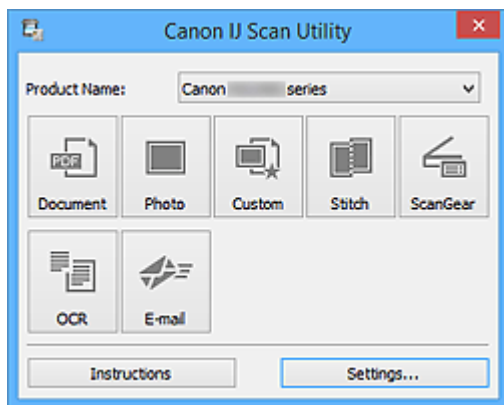 Canon IJ Scan Utility
Product Name: Canon series
PDF
Document Photo Custom Stitch ScanGear
OCR E-mail
Instructions Settings...